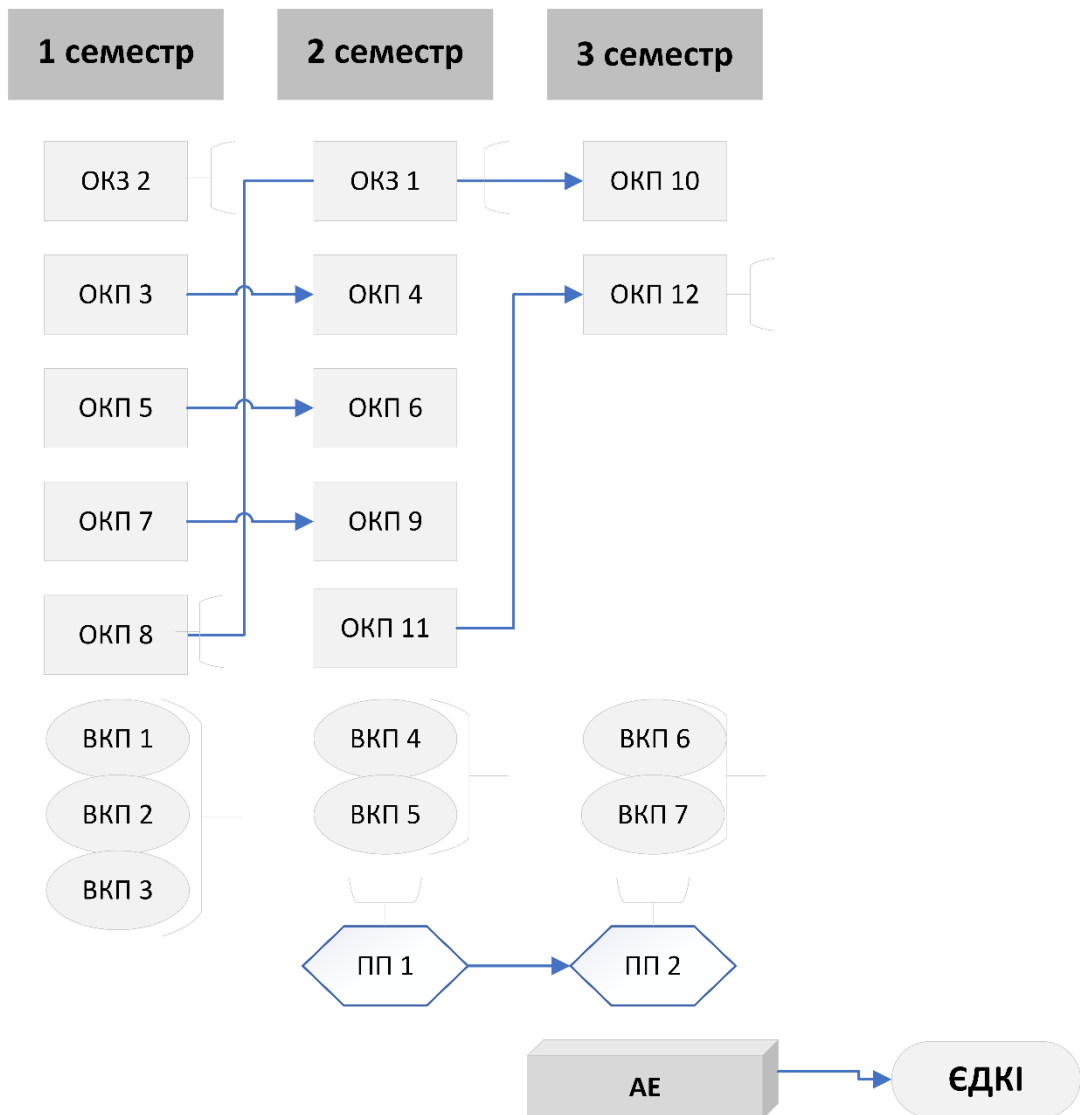 1 семестр
2 семестр
3 семестр
ОКЗ 2
ОКЗ 1
ОКП 10
ОКП 3
ОКП 4
ОКП 12
ОКП 5
ОКП 6
ОКП 7
ОКП 9
ОКП 8
ОКП 11
ВКП 1
ВКП 4
ВКП 6
ВКП 2
ВКП 5
ВКП 7
ВКП 3
ПП 1
ПП 2
АЕ
ЄДКІ